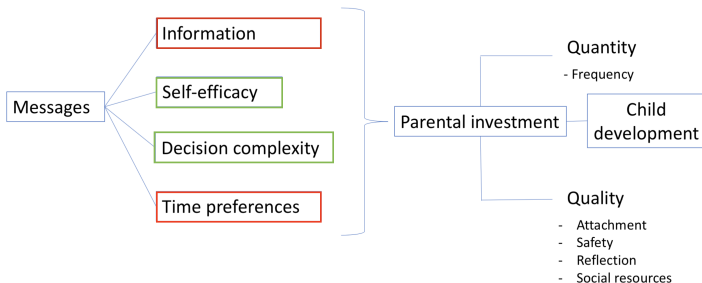 Messages
Information
Self-efficacy
Decision complexity
Time preferences
Parental investment
Quantity
- Frequency
Child
development
Quality
- Attachment
- Safety
- Reflection
- Social resources